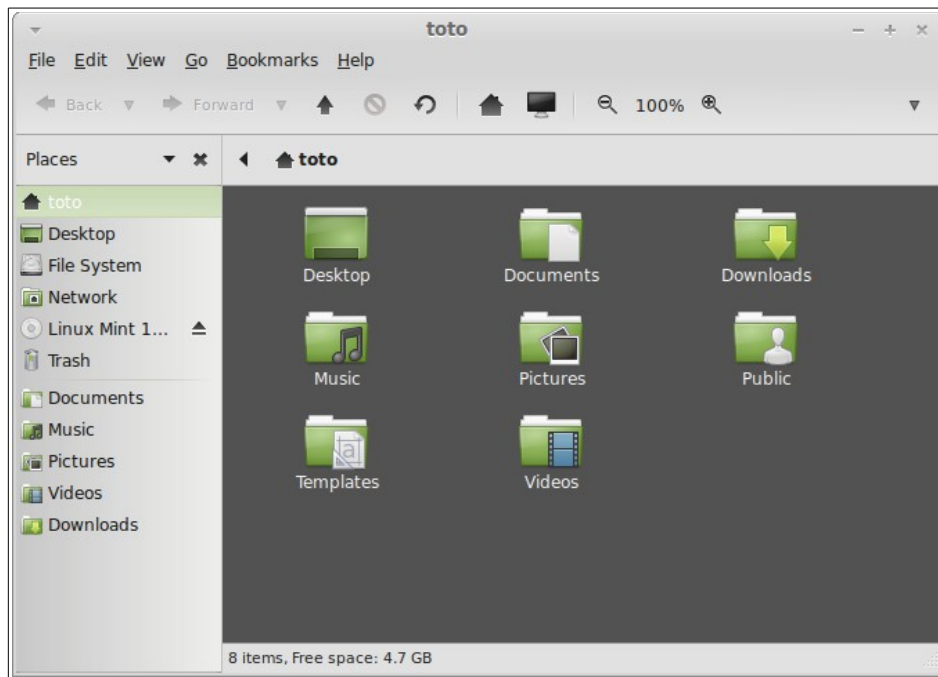 toto
File Edit View Go Bookmarks Help
Back Forward 100%
Places
toto
toto
Desktop
File System
Network
Linux Mint 1...
Trash
Documents
Music
Pictures
Videos
Downloads
Desktop Documents Downloads
Music Pictures Public
a
Templates Videos
8 items, Free space: 4.7 GB